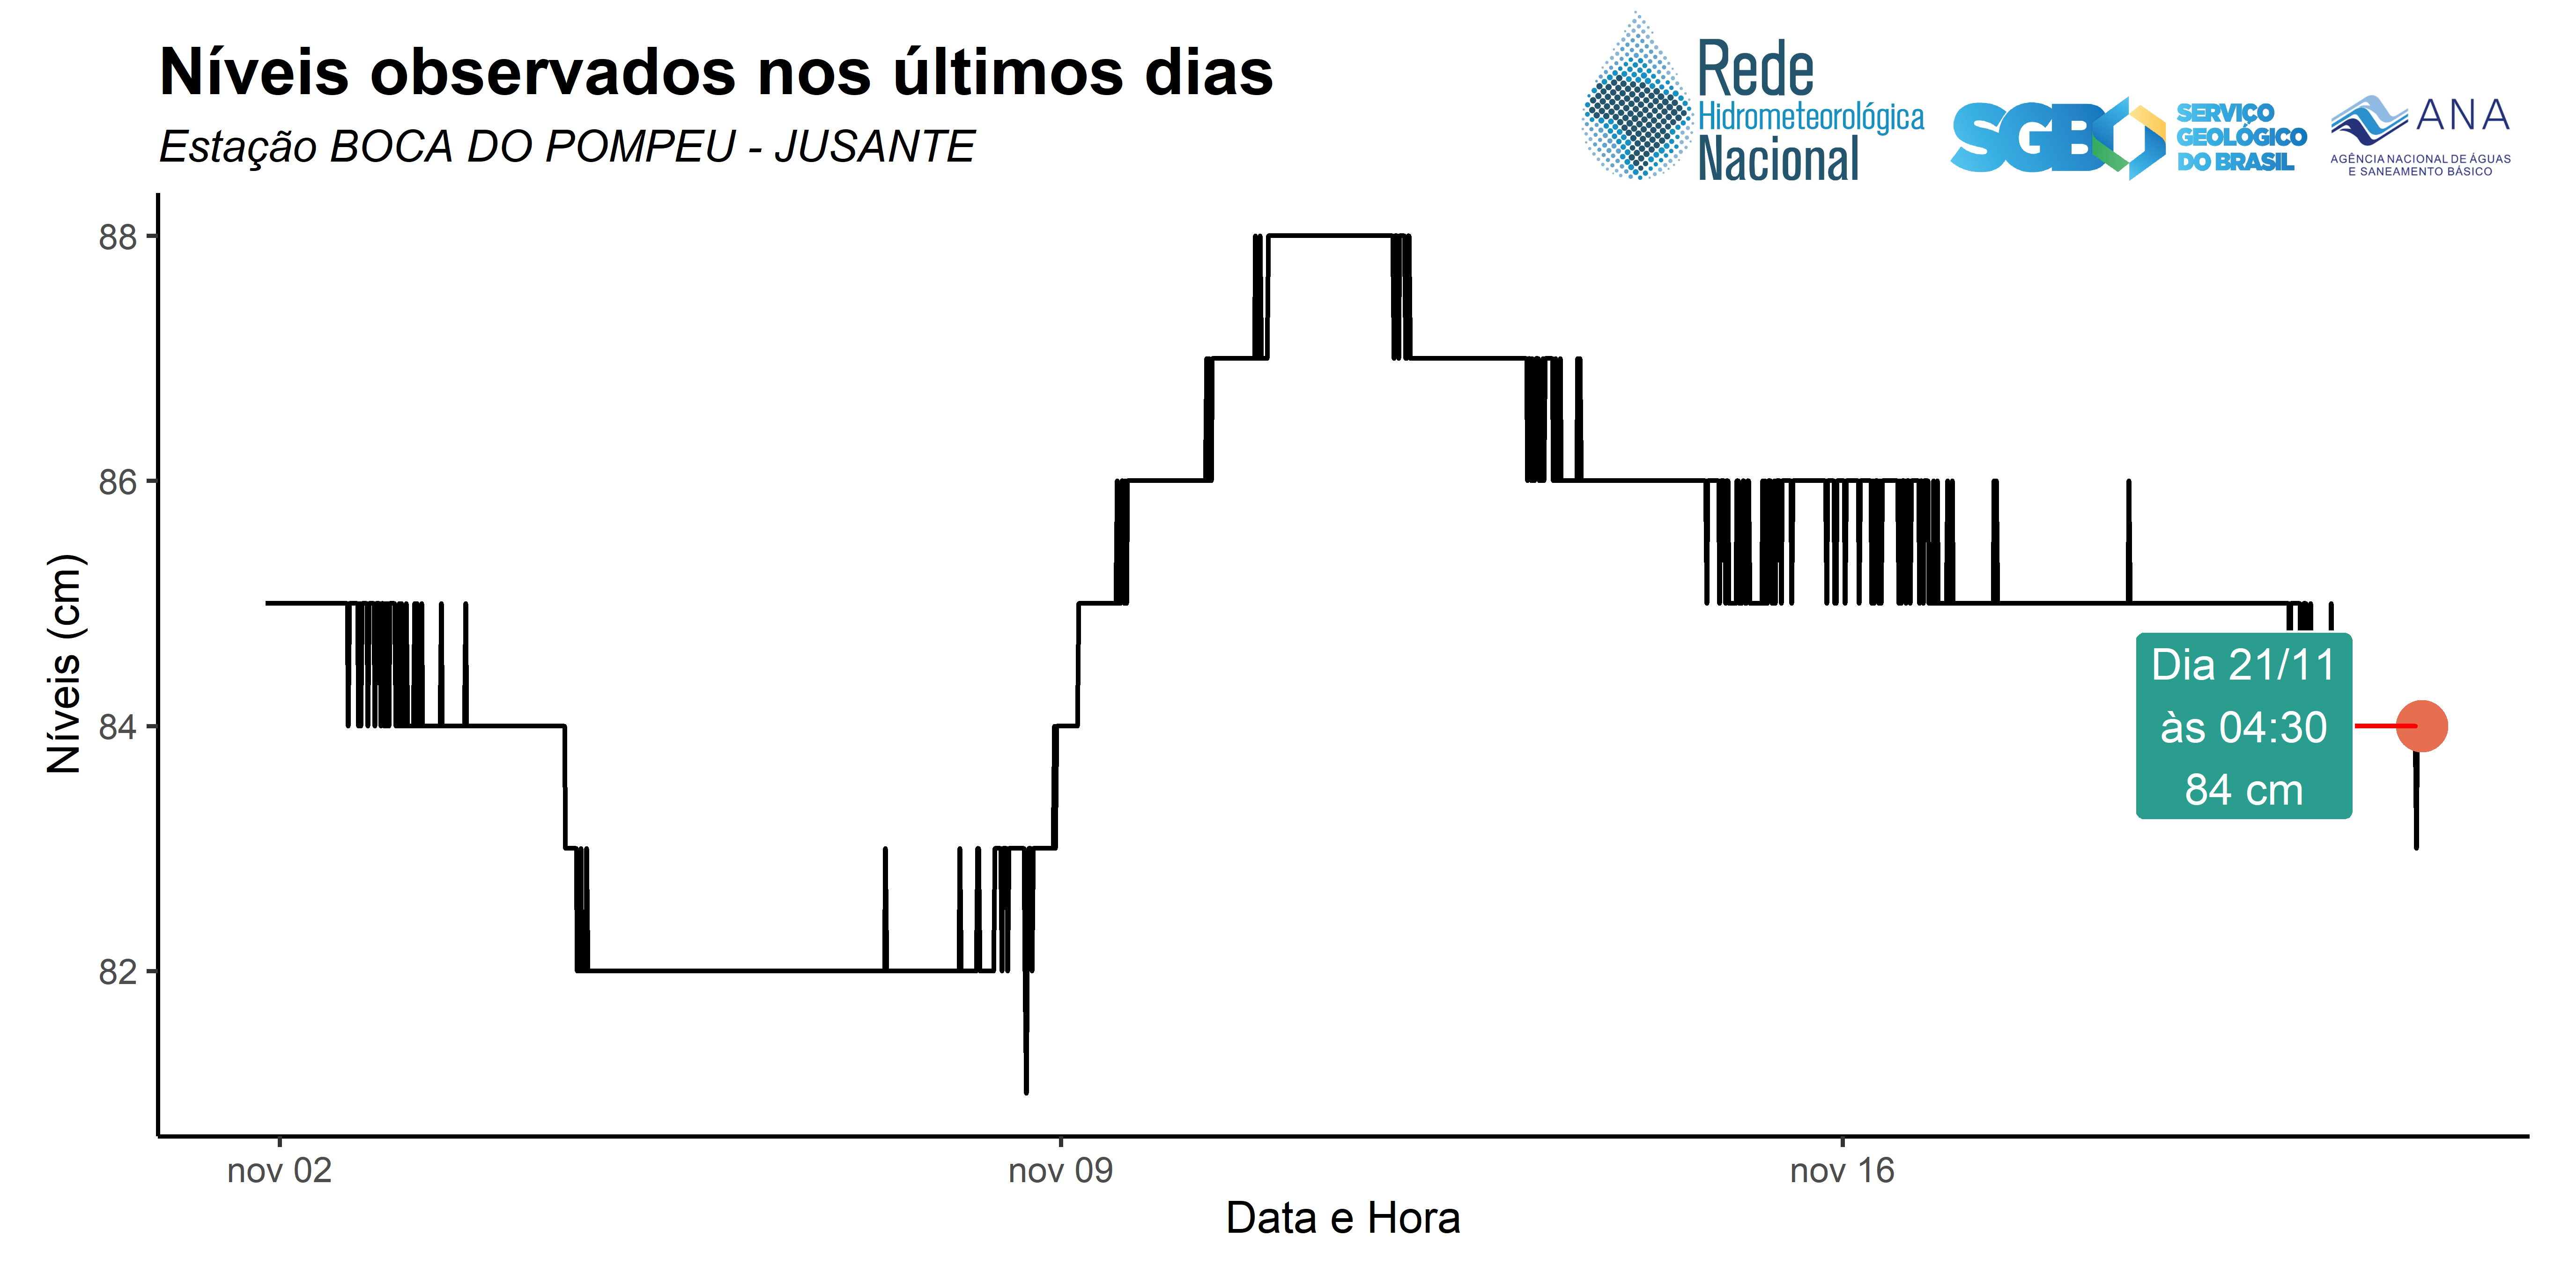 Níveis observados nos últimos dias
Estação BOCA DO POMPEU - JUSANTE
Rede
Hidrometeorológica
Nacional
SGB
SERVIÇO
GEOLÓGICO
DO BRASIL
ANA
AGÊNCIA NACIONAL DE ÁGUAS
E SANEAMENTO BÁSICO
Níveis (cm)
88
86
84
82
Dia 21/11
às 04:30
84 cm
nov 02
nov 09
nov 16
Data e Hora